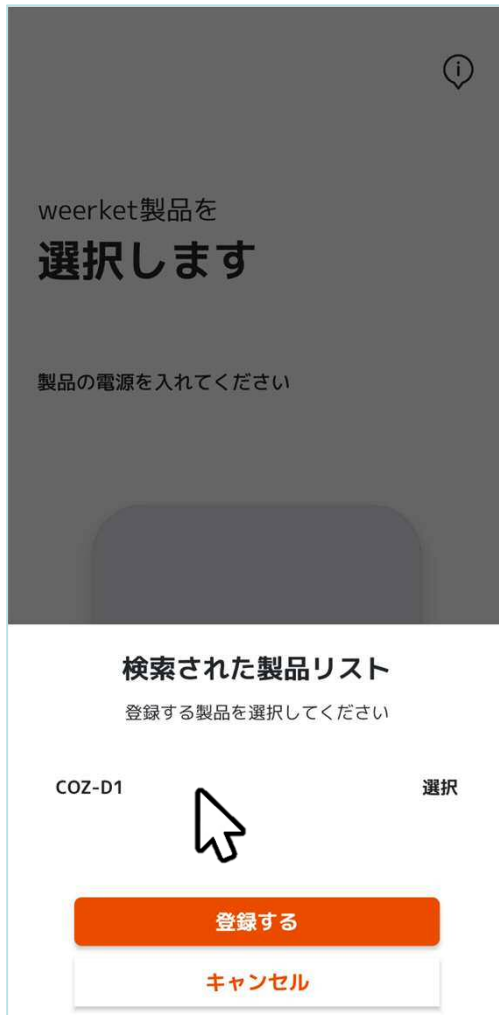 weerket製品を
選択します
製品の電源を入れてください
検索された製品リスト
登録する製品を選択してください
COZ-D1 選択
登録する
キャンセル